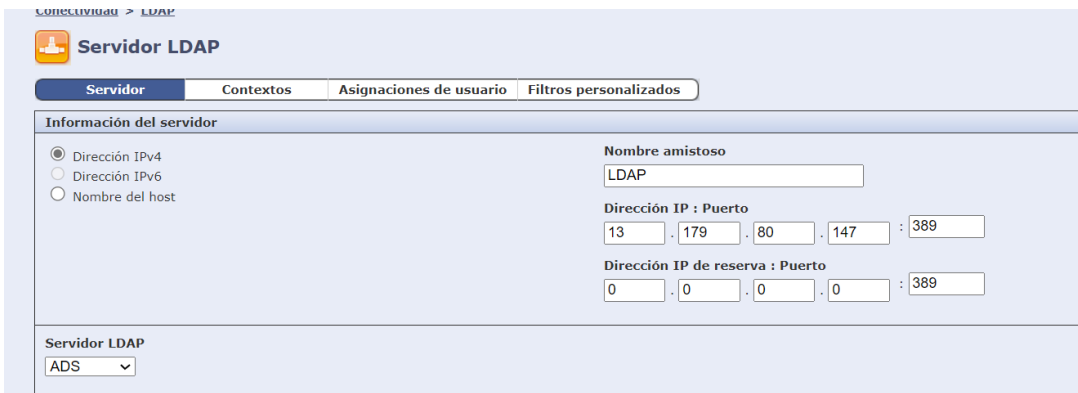 Conectividad > LDAP
Servidor LDAP
Servidor Contextos Asignaciones de usuario Filtros personalizados
Información del servidor
Dirección IPv4
Dirección IPv6
Nombre del host
Nombre amistoso
LDAP
Dirección IP : Puerto
13 . 179 . 80 . 147 : 389
Dirección IP de reserva : Puerto
0 . 0 . 0 . 0 : 389
Servidor LDAP
ADS